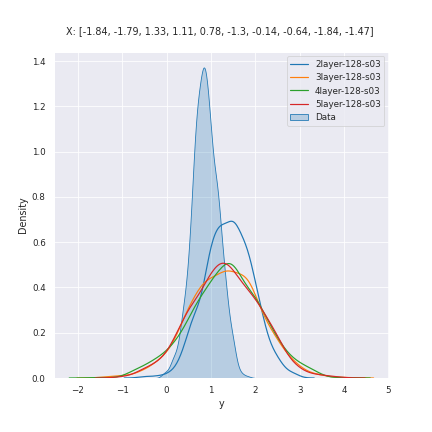 X: [-1.84, -1.79, 1.33, 1.11, 0.78, -1.3, -0.14, -0.64, -1.84, -1.47]
1.4
1.2
1.0
0.8
0.6
0.4
0.2
0.0
Density
2layer-128-s03
3layer-128-s03
4layer-128-s03
5layer-128-s03
Data
−2 −1 0 1 2 3 4 5
y